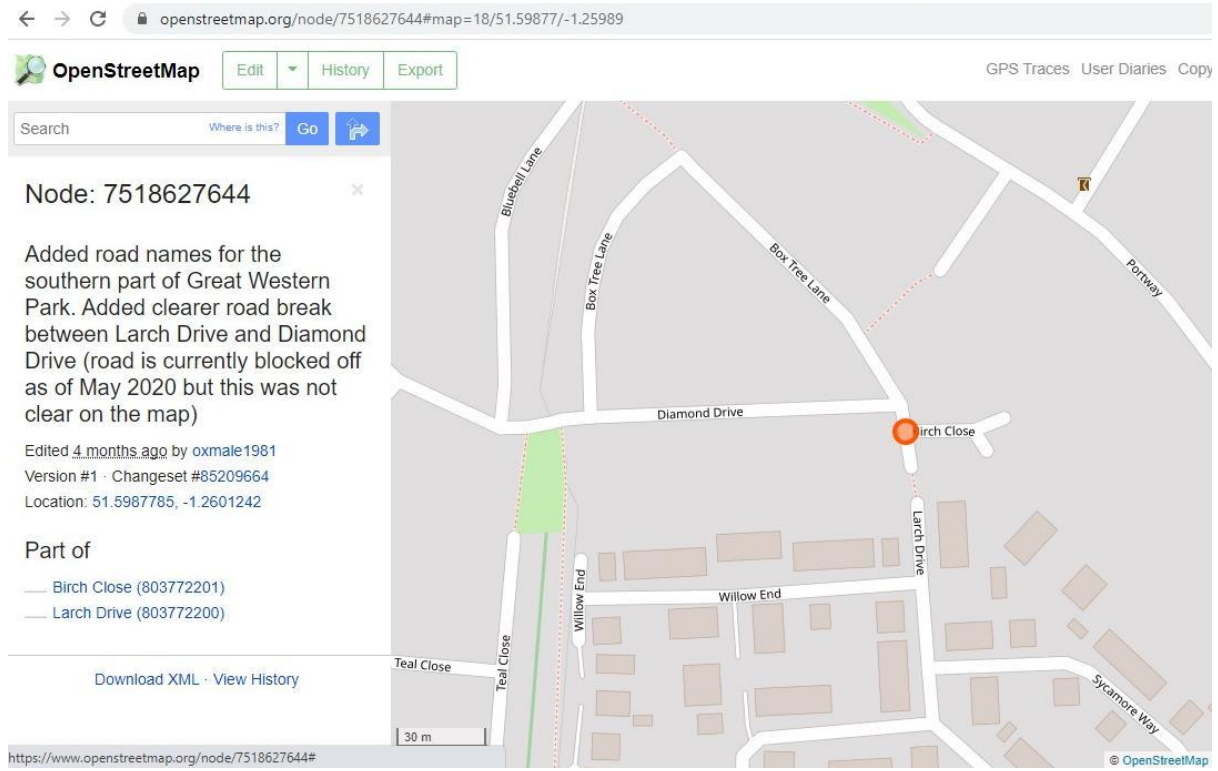 openstreetmap.org/node/7518627644#map=18/51.59877/-1.25989
OpenStreetMap
Edit
History
Export
GPS Traces
User Diaries
Copy
Search
Where is this?
Go
Node: 7518627644
×
Added road names for the
southern part of Great Western
Park. Added clearer road break
between Larch Drive and Diamond
Drive (road is currently blocked off
as of May 2020 but this was not
clear on the map)
Edited 4 months ago by oxmale1981
Version #1 · Changeset #85209664
Location: 51.5987785, -1.2601242
Part of
Birch Close (803772201)
Larch Drive (803772200)
Download XML · View History
https://www.openstreetmap.org/node/7518627644#
Bluebell Lane
Box Tree Lane
Box Tree Lane
Portway
Diamond Drive
irch Close
Larch Drive
Willow End
Willow End
Teal Close
Teal Close
Sycamore Way
30 m
© OpenStreetMap